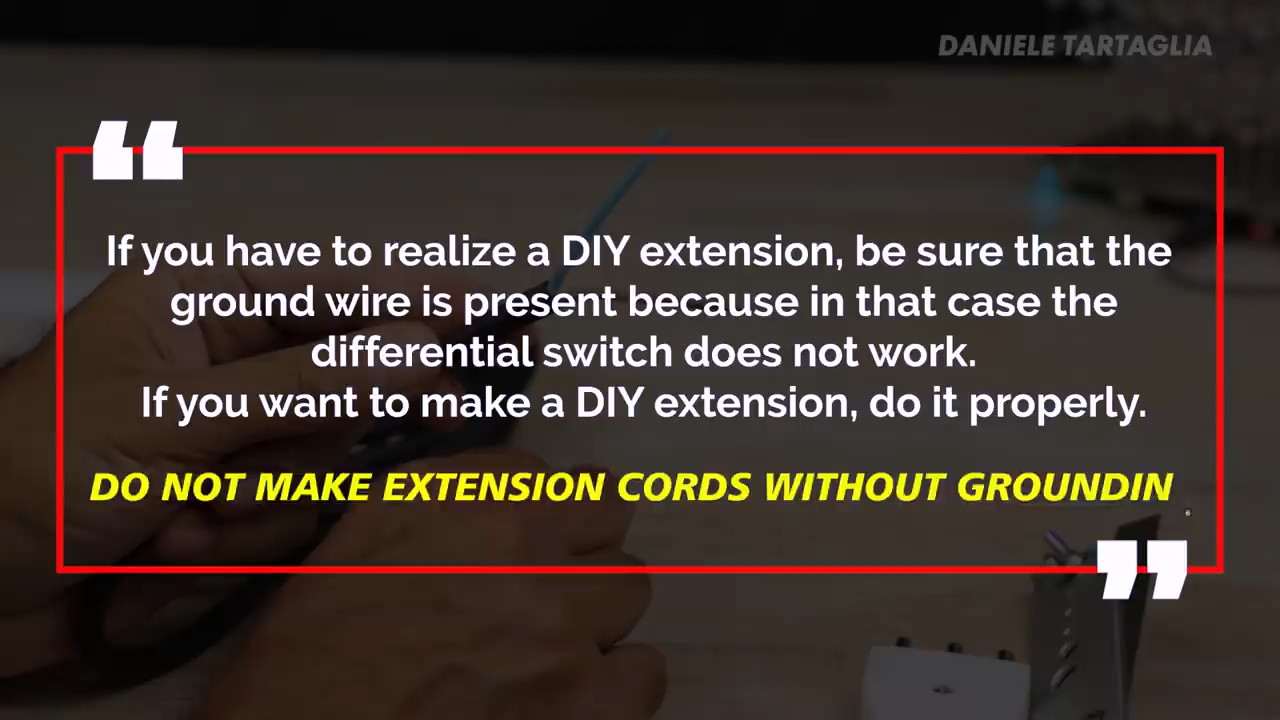 DANIELE TARTAGLIA
“
If you have to realize a DIY extension, be sure that the
ground wire is present because in that case the
differential switch does not work.
If you want to make a DIY extension, do it properly.
DO NOT MAKE EXTENSION CORDS WITHOUT GROUNDIN
”